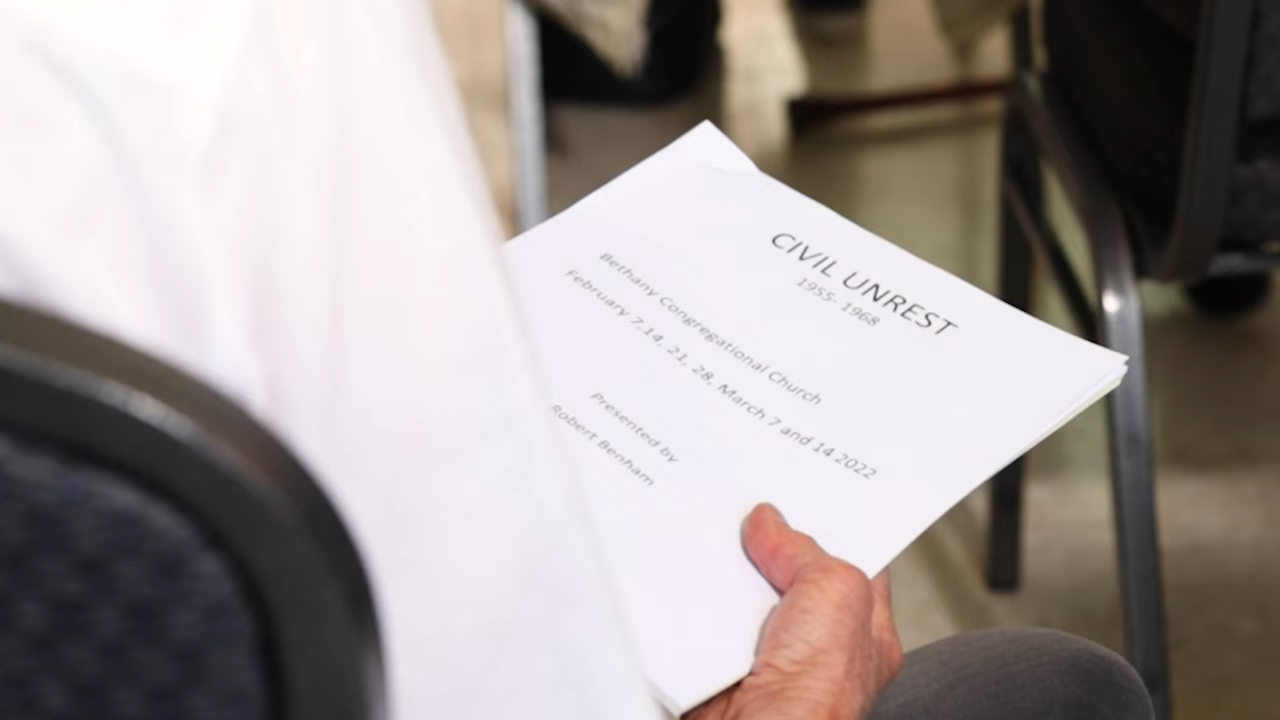 CIVIL UNREST
1955-1968
Bethany Congregational Church
February 7,14, 21, 28, March 7 and 14 2022
Presented by
Robert Benham